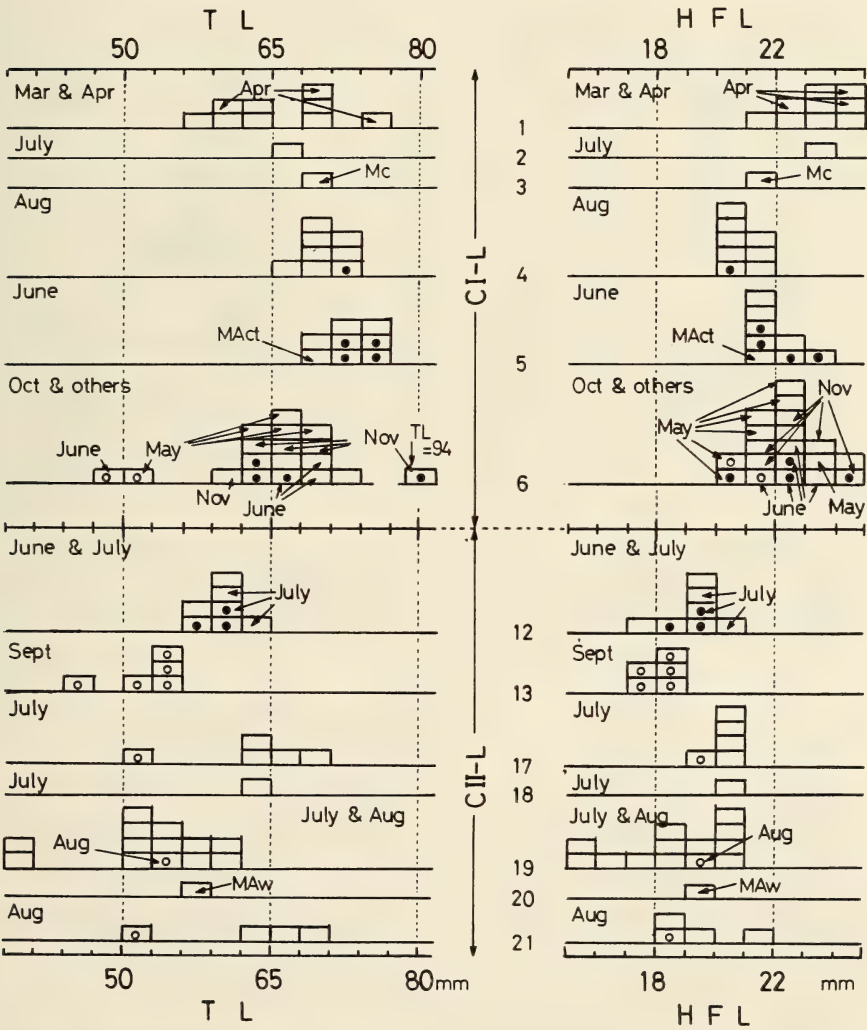 T L H F L
50 65 80 18 22
Mar & Apr Apr 1 Mar & Apr Apr
July 2 July
Mc 3 Mc
Aug 4 Aug
CI-L
June MAct 5 June MAct
Oct & others Oct & others
June May Nov TL =94 May Nov
Nov June 6 June May
June & July June & July
July 12 July
Sept 13 Sept
July 17 July
July 18 July
CII-L
July & Aug July & Aug
Aug 19 Aug
MAw 20 MAw
Aug 21 Aug
50 65 80mm 18 22 mm
T L H F L